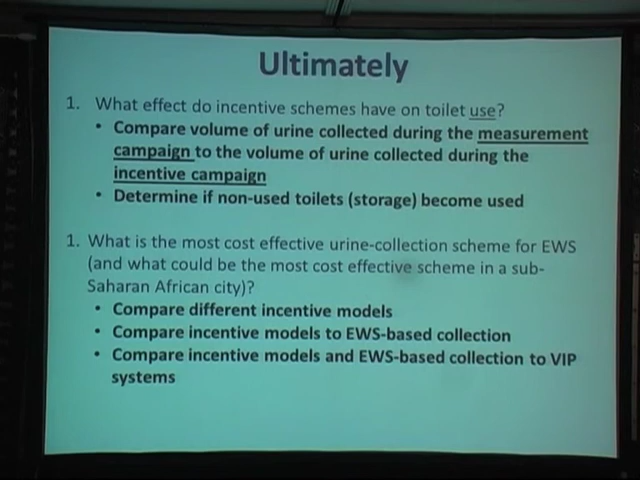 Ultimately
1. What effect do incentive schemes have on toilet use?
• Compare volume of urine collected during the measurement
campaign to the volume of urine collected during the
incentive campaign
• Determine if non-used toilets (storage) become used
1. What is the most cost effective urine-collection scheme for EWS
(and what could be the most cost effective scheme in a sub-
Saharan African city)?
• Compare different incentive models
• Compare incentive models to EWS-based collection
• Compare incentive models and EWS-based collection to VIP
systems